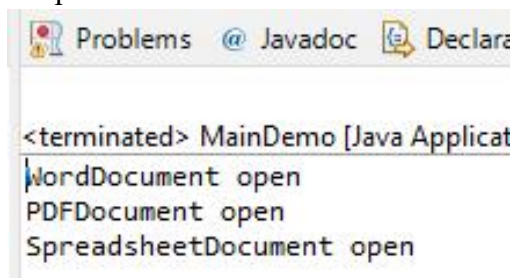 Problems @ Javadoc Declara
<terminated> MainDemo [Java Applicat
WordDocument open
PDFDocument open
SpreadsheetDocument open